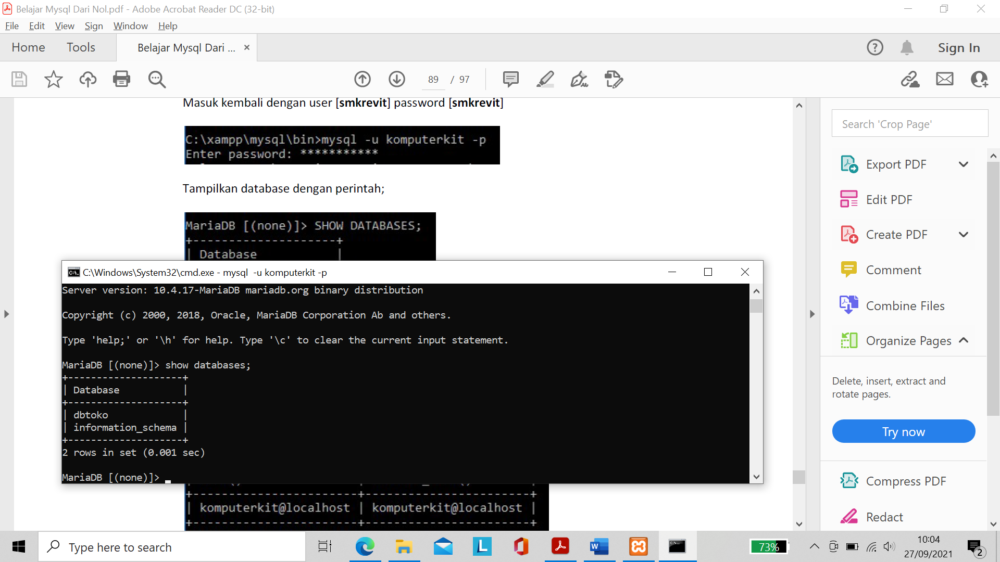 Belajar Mysql Dari Nol.pdf - Adobe Acrobat Reader DC (32-bit)
File Edit View Sign Window Help
Home Tools Belajar Mysql Dari ... × Sign In
89 / 97
Masuk kembali dengan user [smkrevit] password [smkrevit]
C:\xampp\mysql\bin>mysql -u komputerkit -p
Enter password: ***********
Tampilkan database dengan perintah;
MariaDB [(none)]> SHOW DATABASES;
+--------------------+
| Database           |
C:\Windows\System32\cmd.exe - mysql  -u komputerkit -p
Server version: 10.4.17-MariaDB mariadb.org binary distribution
Copyright (c) 2000, 2018, Oracle, MariaDB Corporation Ab and others.
Type 'help;' or '\h' for help. Type '\c' to clear the current input statement.
MariaDB [(none)]> show databases;
+--------------------+
| Database           |
+--------------------+
| dbtoko             |
| information_schema |
+--------------------+
2 rows in set (0.001 sec)
MariaDB [(none)]>
+-----------------------+-----------------------+
| komputerkit@localhost | komputerkit@localhost |
+-----------------------+-----------------------+
Search 'Crop Page'
Export PDF
Edit PDF
Create PDF
Comment
Combine Files
Organize Pages
Delete, insert, extract and
rotate pages.
Try now
Compress PDF
Redact
Type here to search
73%
10:04
27/09/2021
2